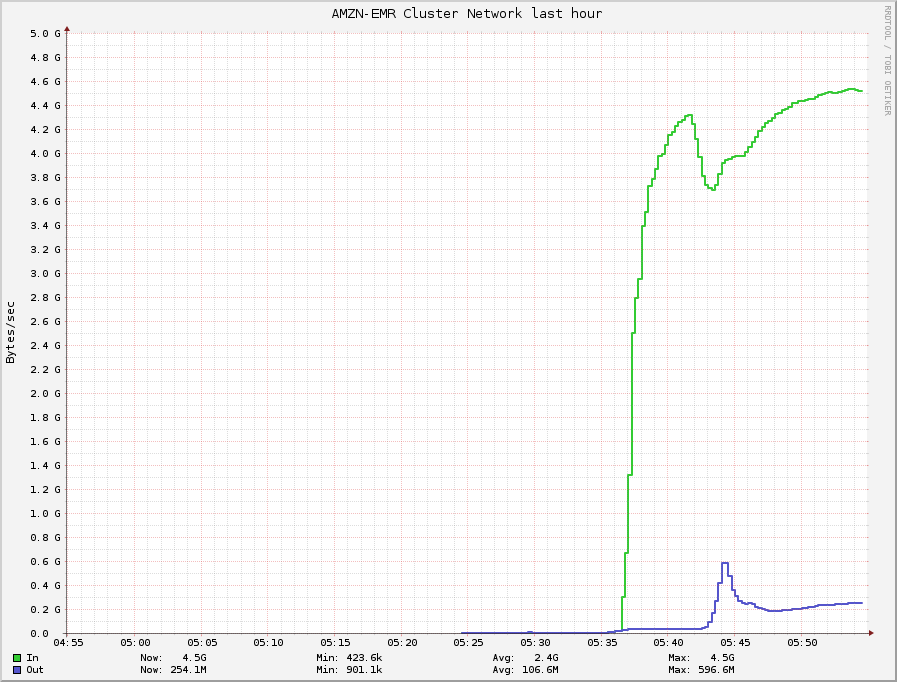 AMZN-EMR Cluster Network last hour
RRDTOOL / TOBI OETIKER
Bytes/sec
5.0 G
4.8 G
4.6 G
4.4 G
4.2 G
4.0 G
3.8 G
3.6 G
3.4 G
3.2 G
3.0 G
2.8 G
2.6 G
2.4 G
2.2 G
2.0 G
1.8 G
1.6 G
1.4 G
1.2 G
1.0 G
0.8 G
0.6 G
0.4 G
0.2 G
0.0
04:55 05:00 05:05 05:10 05:15 05:20 05:25 05:30 05:35 05:40 05:45 05:50
In Now: 4.5G Min: 423.6k Avg: 2.4G Max: 4.5G
Out Now: 254.1M Min: 901.1k Avg: 106.6M Max: 596.6M